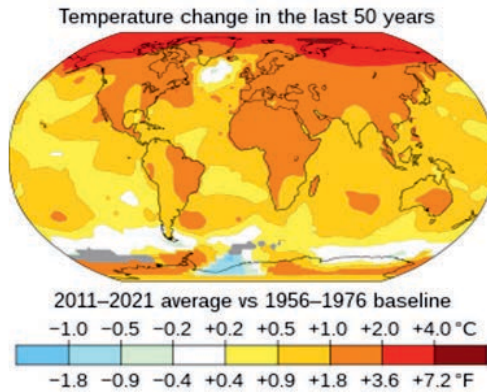 Temperature change in the last 50 years
2011–2021 average vs 1956–1976 baseline
−1.0 −0.5 −0.2 +0.2 +0.5 +1.0 +2.0 +4.0 °C
−1.8 −0.9 −0.4 +0.4 +0.9 +1.8 +3.6 +7.2 °F